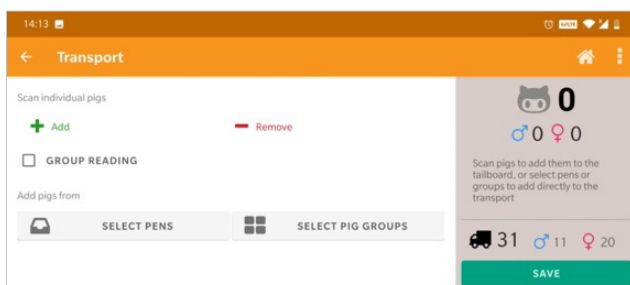 14:13
VoLTE
Transport
Scan individual pigs
Add
Remove
GROUP READING
Add pigs from
SELECT PENS
SELECT PIG GROUPS
0
0 0
Scan pigs to add them to the
tailboard, or select pens or
groups to add directly to the
transport
31 11 20
SAVE